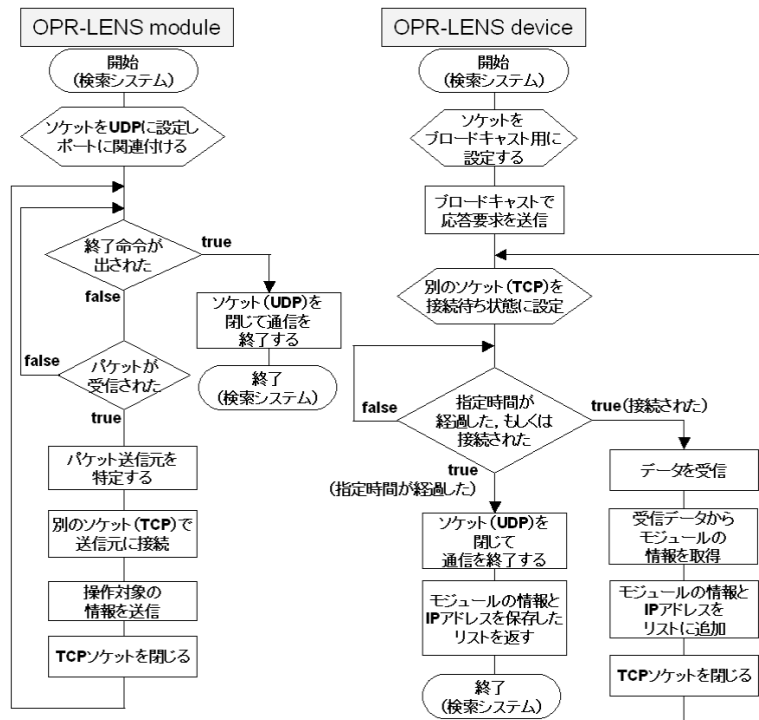 OPR-LENS module
開始
(検索システム)
ソケットをUDPに設定し
ポートに関連付ける
終了命令が
出された
true
false
ソケット(UDP)を
閉じて通信を
終了する
終了
(検索システム)
パケットが
受信された
false
true
パケット送信元を
特定する
別のソケット(TCP)で
送信元に接続
操作対象の
情報を送信
TCPソケットを閉じる
OPR-LENS device
開始
(検索システム)
ソケットを
ブロードキャスト用に
設定する
ブロードキャストで
応答要求を送信
別のソケット(TCP)を
接続待ち状態に設定
指定時間が
経過した,もしくは
接続された
false
true(接続された)
true
(指定時間が経過した)
ソケット(UDP)を
閉じて
通信を終了する
モジュールの情報と
IPアドレスを保存した
リストを返す
終了
(検索システム)
データを受信
受信データから
モジュールの
情報を取得
モジュールの情報と
IPアドレスを
リストに追加
TCPソケットを閉じる